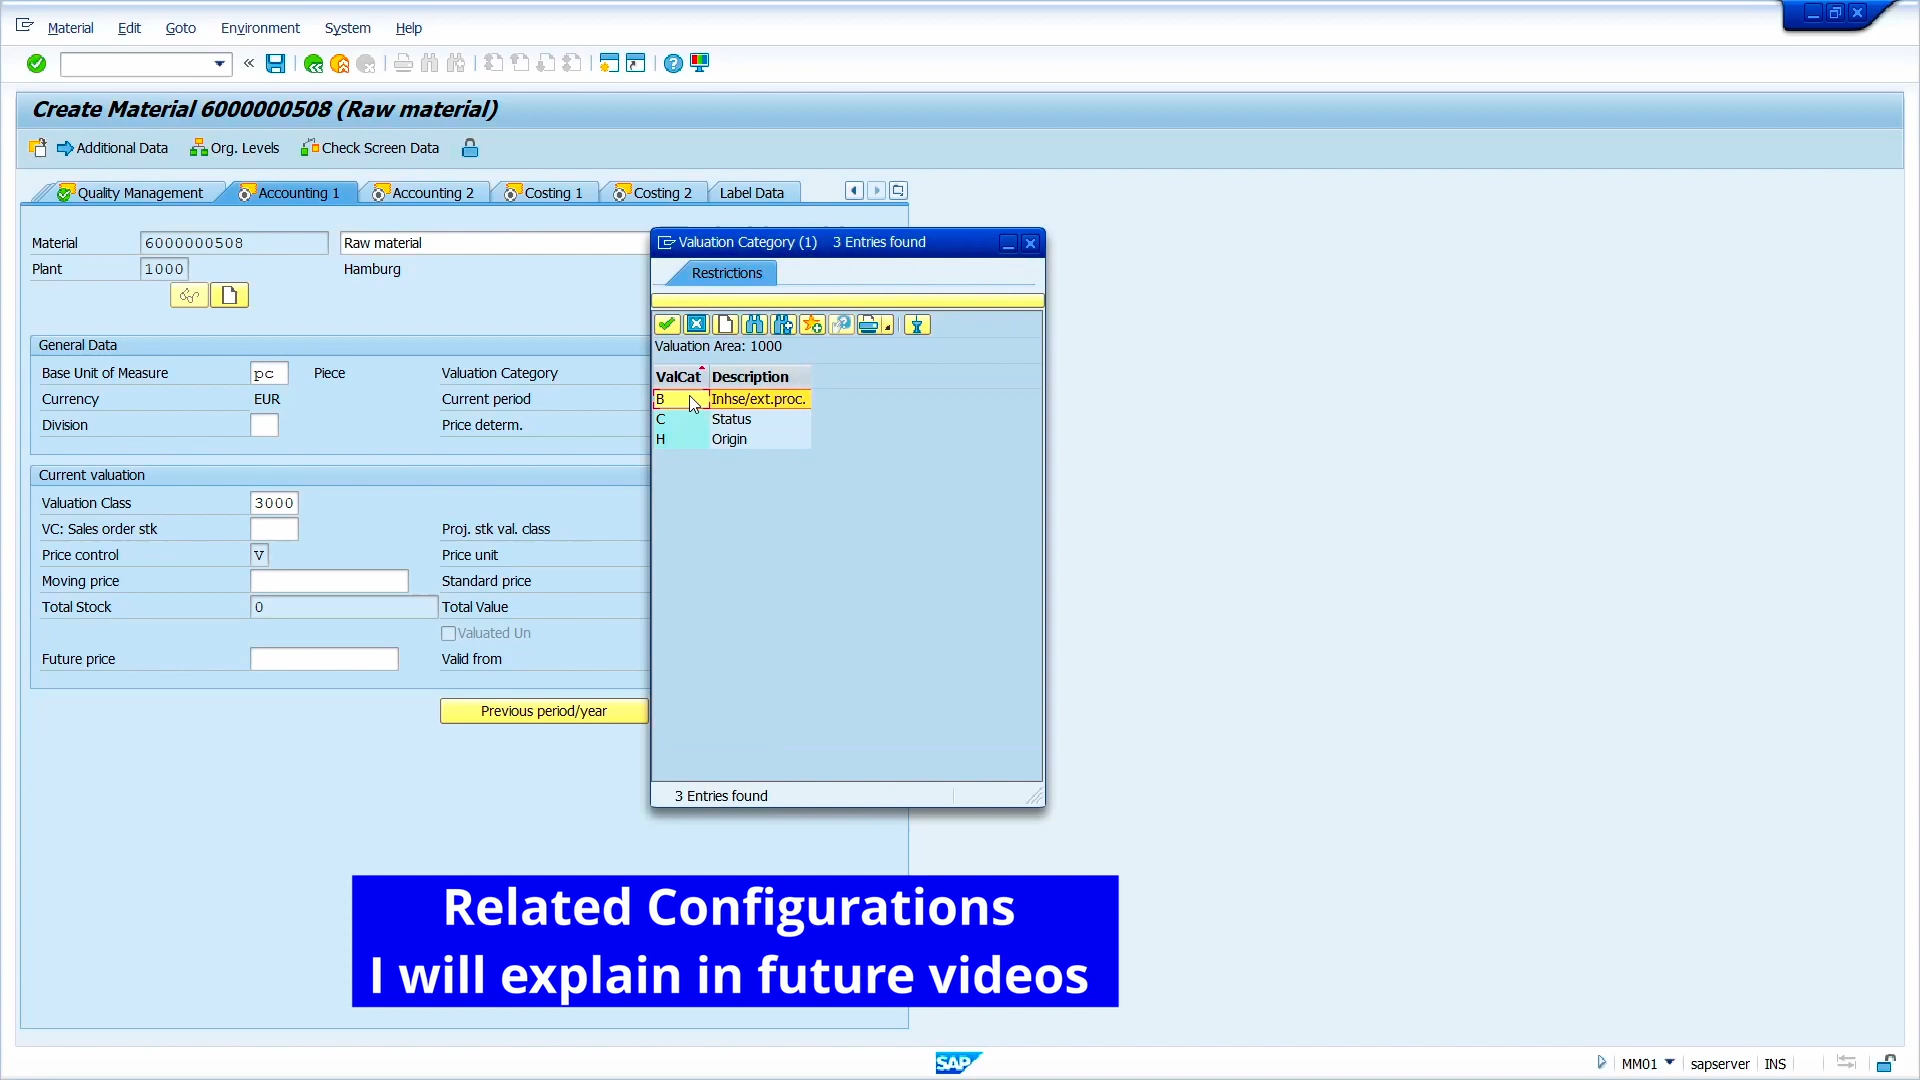 Material Edit Goto Environment System Help
Create Material 6000000508 (Raw material)
Additional Data Org. Levels Check Screen Data
Quality Management Accounting 1 Accounting 2 Costing 1 Costing 2 Label Data
Material 6000000508 Raw material
Plant 1000 Hamburg
General Data
Base Unit of Measure pc Piece Valuation Category
Currency EUR Current period
Division Price determ.
Current valuation
Valuation Class 3000
VC: Sales order stk Proj. stk val. class
Price control V Price unit
Moving price Standard price
Total Stock 0 Total Value
Valuated Un
Future price Valid from
Previous period/year
Valuation Category (1) 3 Entries found
Restrictions
Valuation Area: 1000
ValCat Description
B Inhse/ext.proc.
C Status
H Origin
3 Entries found
Related Configurations
I will explain in future videos
SAP
MM01 sapserver INS